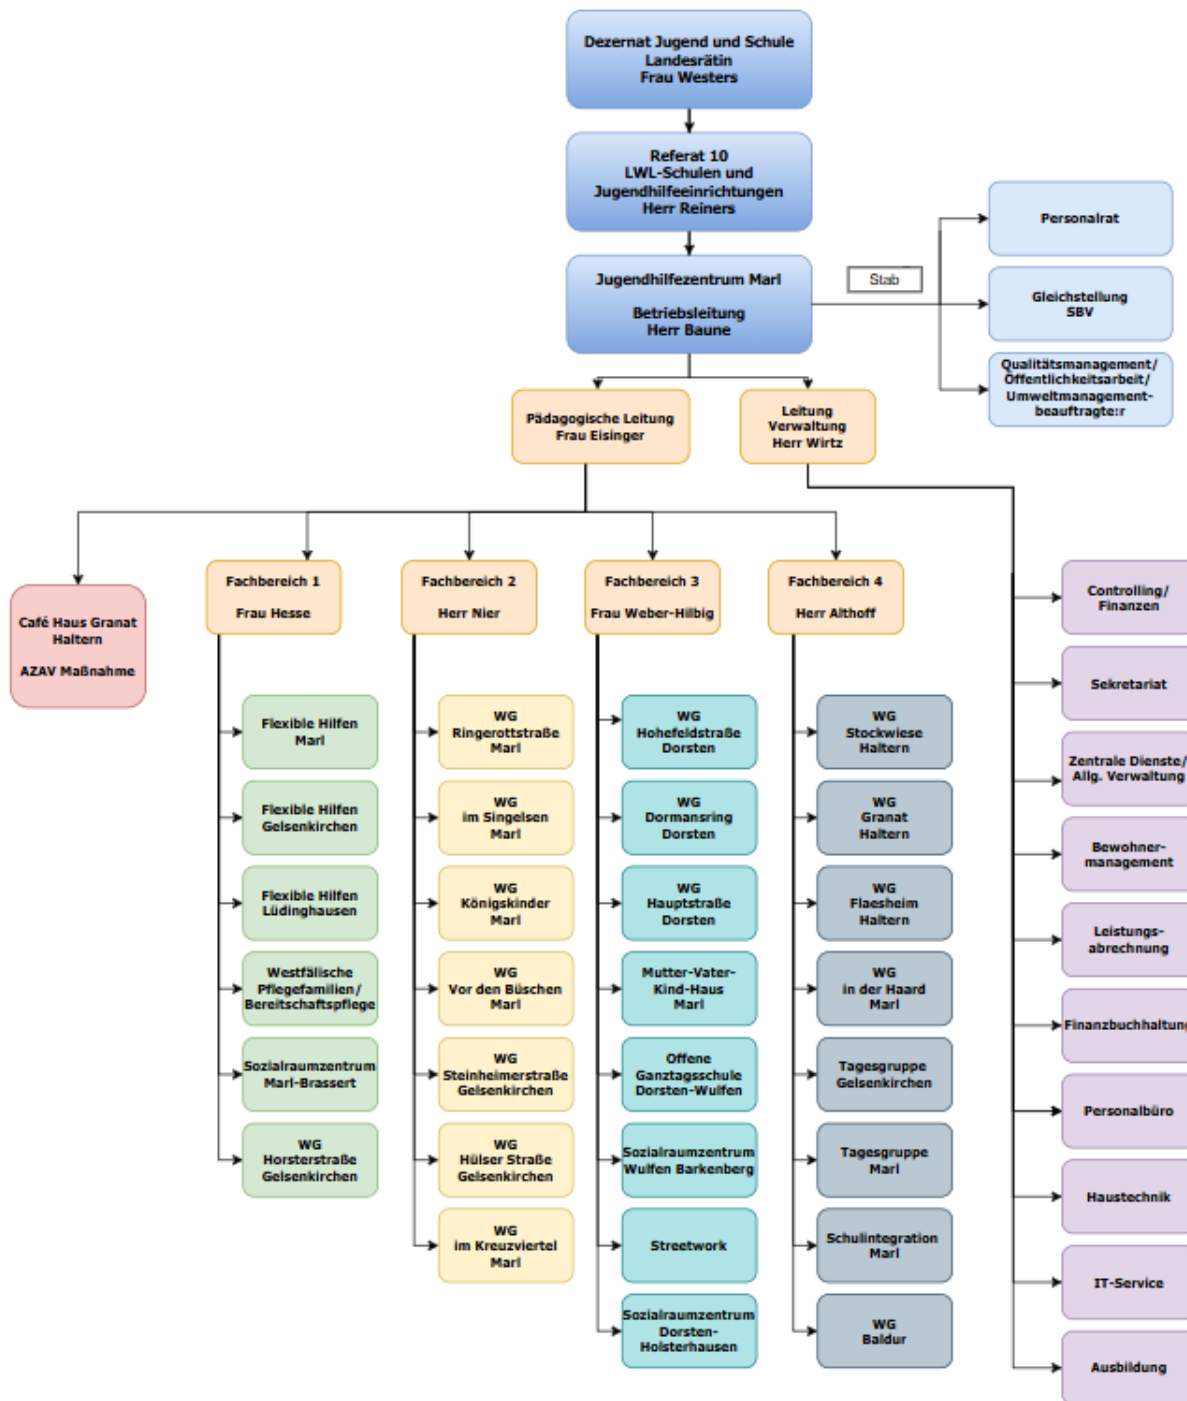 Dezernat Jugend und Schule
Landesrätin
Frau Westers
Referat 10
LWL-Schulen und
Jugendhilfeeinrichtungen
Herr Reiners
Jugendhilfezentrum Marl
Betriebsleitung
Herr Baune
Stab
Personalrat
Gleichstellung
SBV
Qualitätsmanagement/
Öffentlichkeitsarbeit/
Umweltmanagement-
beauftragte:r
Pädagogische Leitung
Frau Eisinger
Leitung
Verwaltung
Herr Wirtz
Café Haus Granat
Haltern
AZAV Maßnahme
Fachbereich 1
Frau Hesse
Flexible Hilfen
Marl
Flexible Hilfen
Gelsenkirchen
Flexible Hilfen
Lüdinghausen
Westfälische
Pflegefamilien/
Bereitschaftspflege
Sozialraumzentrum
Marl-Brassert
WG
Horsterstraße
Gelsenkirchen
Fachbereich 2
Herr Nier
WG
Ringerottstraße
Marl
WG
im Singelsen
Marl
WG
Königskinder
Marl
WG
Vor den Büschen
Marl
WG
Steinheimerstraße
Gelsenkirchen
WG
Hülser Straße
Gelsenkirchen
WG
im Kreuzviertel
Marl
Fachbereich 3
Frau Weber-Hilbig
WG
Hohefeldstraße
Dorsten
WG
Dormansring
Dorsten
WG
Hauptstraße
Dorsten
Mutter-Vater-
Kind-Haus
Marl
Offene
Ganztagsschule
Dorsten-Wulfen
Sozialraumzentrum
Wulfen Barkenberg
Streetwork
Sozialraumzentrum
Dorsten-
Holsterhausen
Fachbereich 4
Herr Althoff
WG
Stockwiese
Haltern
WG
Granat
Haltern
WG
Flaesheim
Haltern
WG
in der Haard
Marl
Tagesgruppe
Gelsenkirchen
Tagesgruppe
Marl
Schulintegration
Marl
WG
Baldur
Controlling/
Finanzen
Sekretariat
Zentrale Dienste/
Allg. Verwaltung
Bewohner-
management
Leistungs-
abrechnung
Finanzbuchhaltung
Personalbüro
Haustechnik
IT-Service
Ausbildung